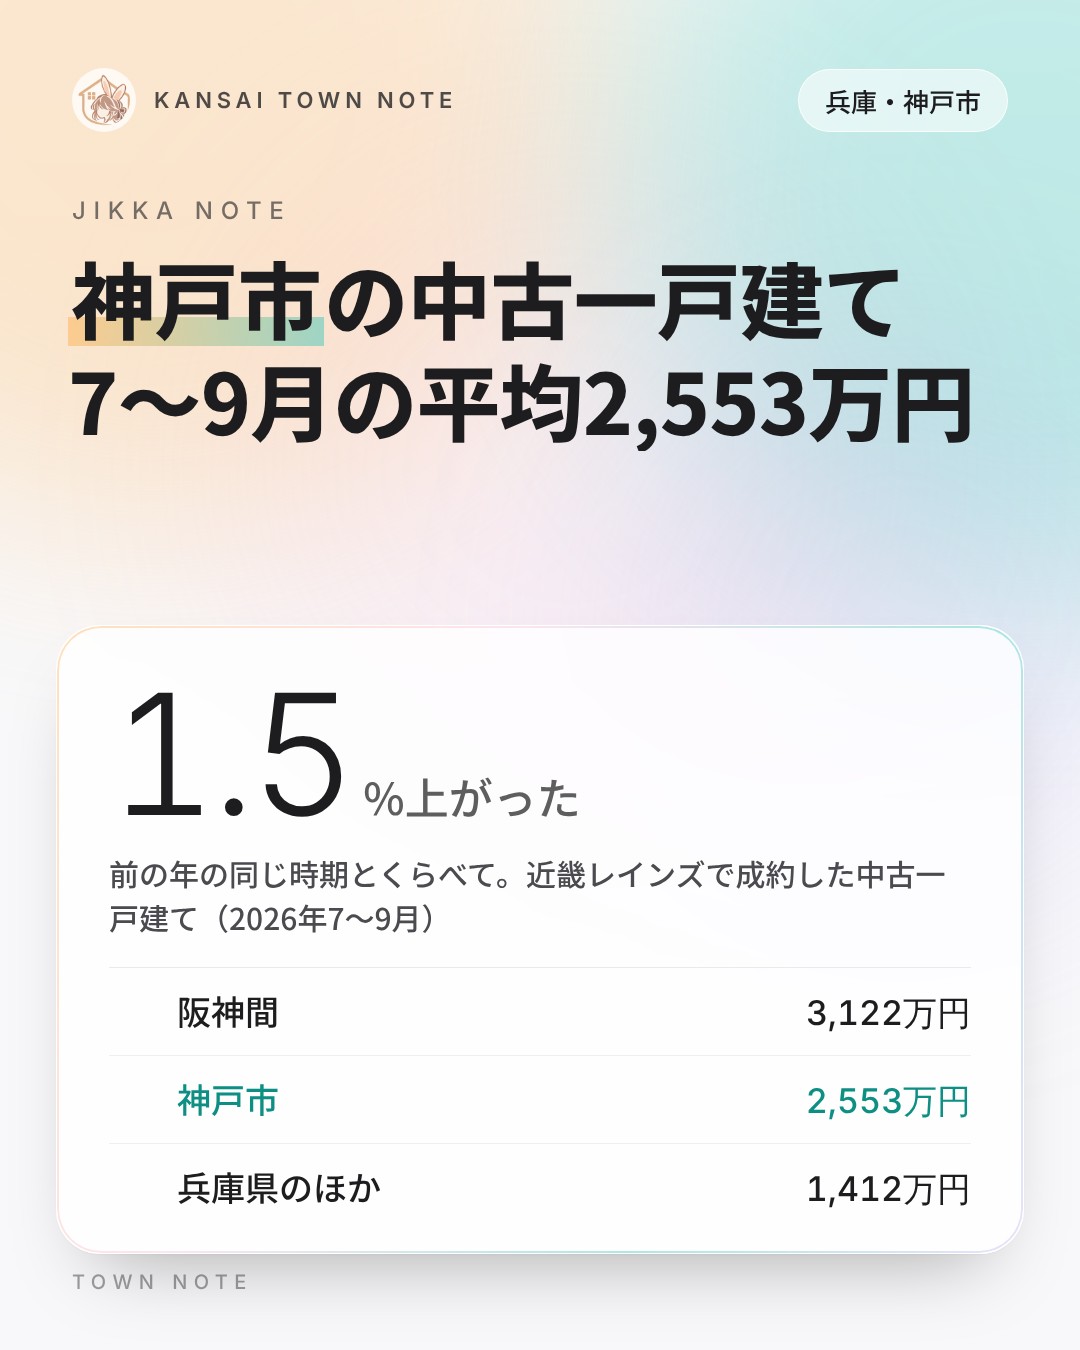 KANSAI TOWN NOTE
兵庫・神戸市
JIKKA NOTE
神戸市の中古一戸建て
7〜9月の平均2,553万円
1.5%上がった
前の年の同じ時期とくらべて。近畿レインズで成約した中古一
戸建て（2026年7〜9月）
阪神間 3,122万円
神戸市 2,553万円
兵庫県のほか 1,412万円
TOWN NOTE